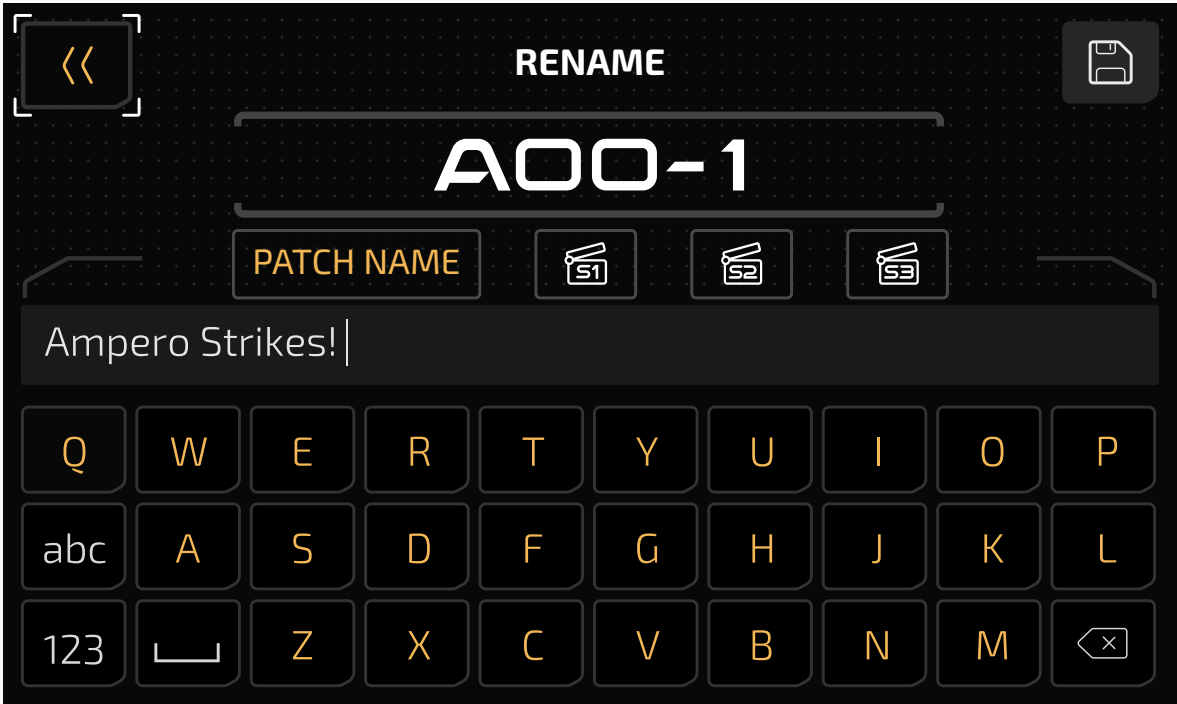 RENAME
A00-1
PATCH NAME S1 S2 S3
Ampero Strikes!
Q W E R T Y U I O P
abc A S D F G H J K L
123 Z X C V B N M